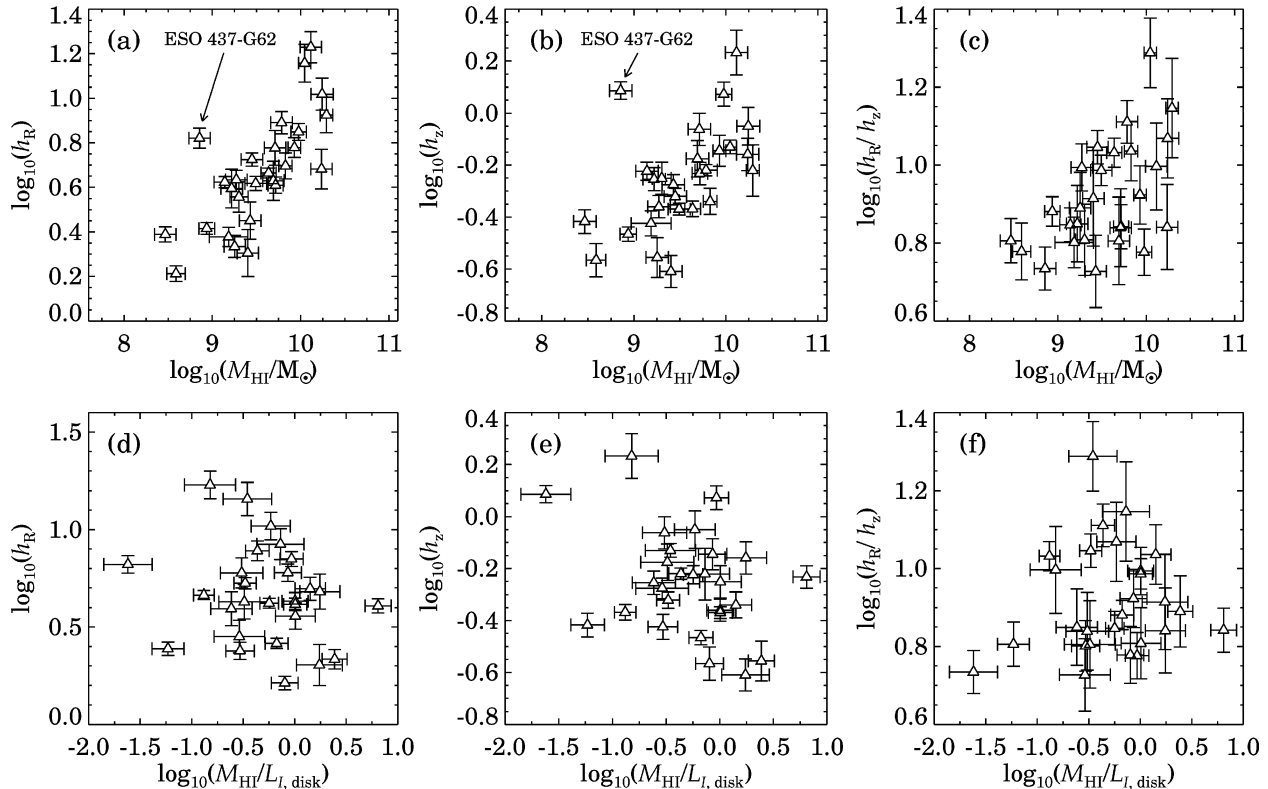 (a)
ESO 437-G62
1.4
1.2
1.0
0.8
0.6
0.4
0.2
0.0
log10(hR)
8
9
10
11
log10(MHI/M⊙)
(b)
ESO 437-G62
0.4
0.2
0.0
-0.2
-0.4
-0.6
-0.8
log10(hz)
8
9
10
11
log10(MHI/M⊙)
(c)
1.4
1.2
1.0
0.8
0.6
log10(hR/ hz)
8
9
10
11
log10(MHI/M⊙)
(d)
1.5
1.0
0.5
0.0
log10(hR)
-2.0 -1.5 -1.0 -0.5 0.0 0.5 1.0
log10(MHI/LI, disk)
(e)
0.4
0.2
0.0
-0.2
-0.4
-0.6
-0.8
log10(hz)
-2.0 -1.5 -1.0 -0.5 0.0 0.5 1.0
log10(MHI/LI, disk)
(f)
1.4
1.2
1.0
0.8
0.6
log10(hR/ hz)
-2.0 -1.5 -1.0 -0.5 0.0 0.5 1.0
log10(MHI/LI, disk)